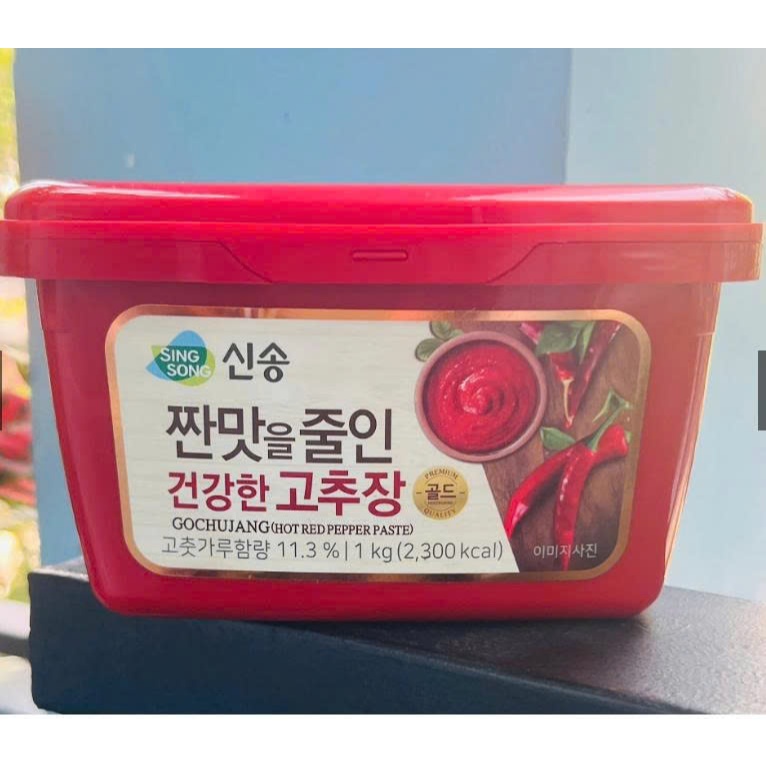 SING
SONG
신송
짠맛을 줄인
건강한 고추장
PREMIUM
골드
QUALITY
GOCHUJANG (HOT RED PEPPER PASTE)
고춧가루함량 11.3 % | 1 kg (2,300 kcal)
이미지사진